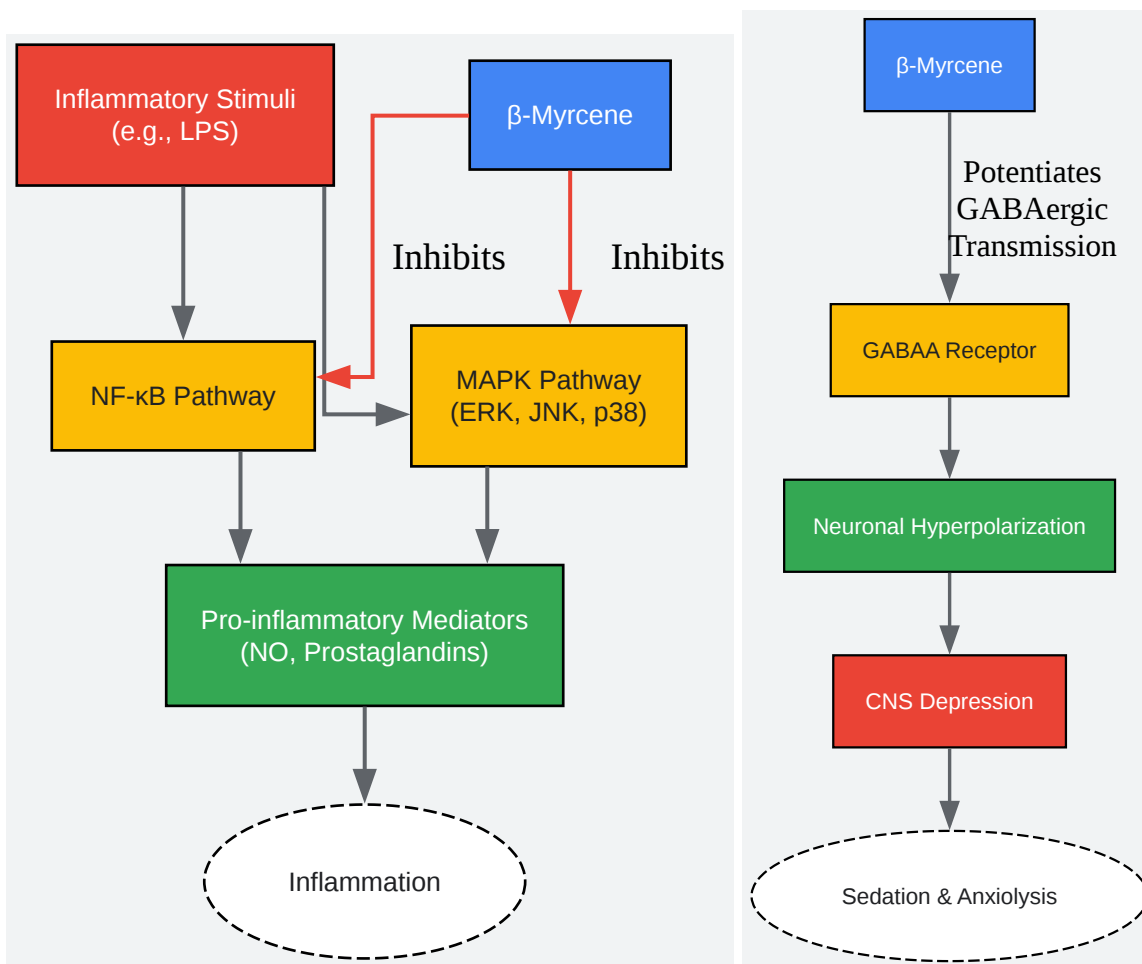 Inflammatory Stimuli
(e.g., LPS)
β-Myrcene
Inhibits
Inhibits
NF-κB Pathway
MAPK Pathway
(ERK, JNK, p38)
Pro-inflammatory Mediators
(NO, Prostaglandins)
Inflammation
β-Myrcene
Potentiates
GABAergic
Transmission
GABAA Receptor
Neuronal Hyperpolarization
CNS Depression
Sedation & Anxiolysis